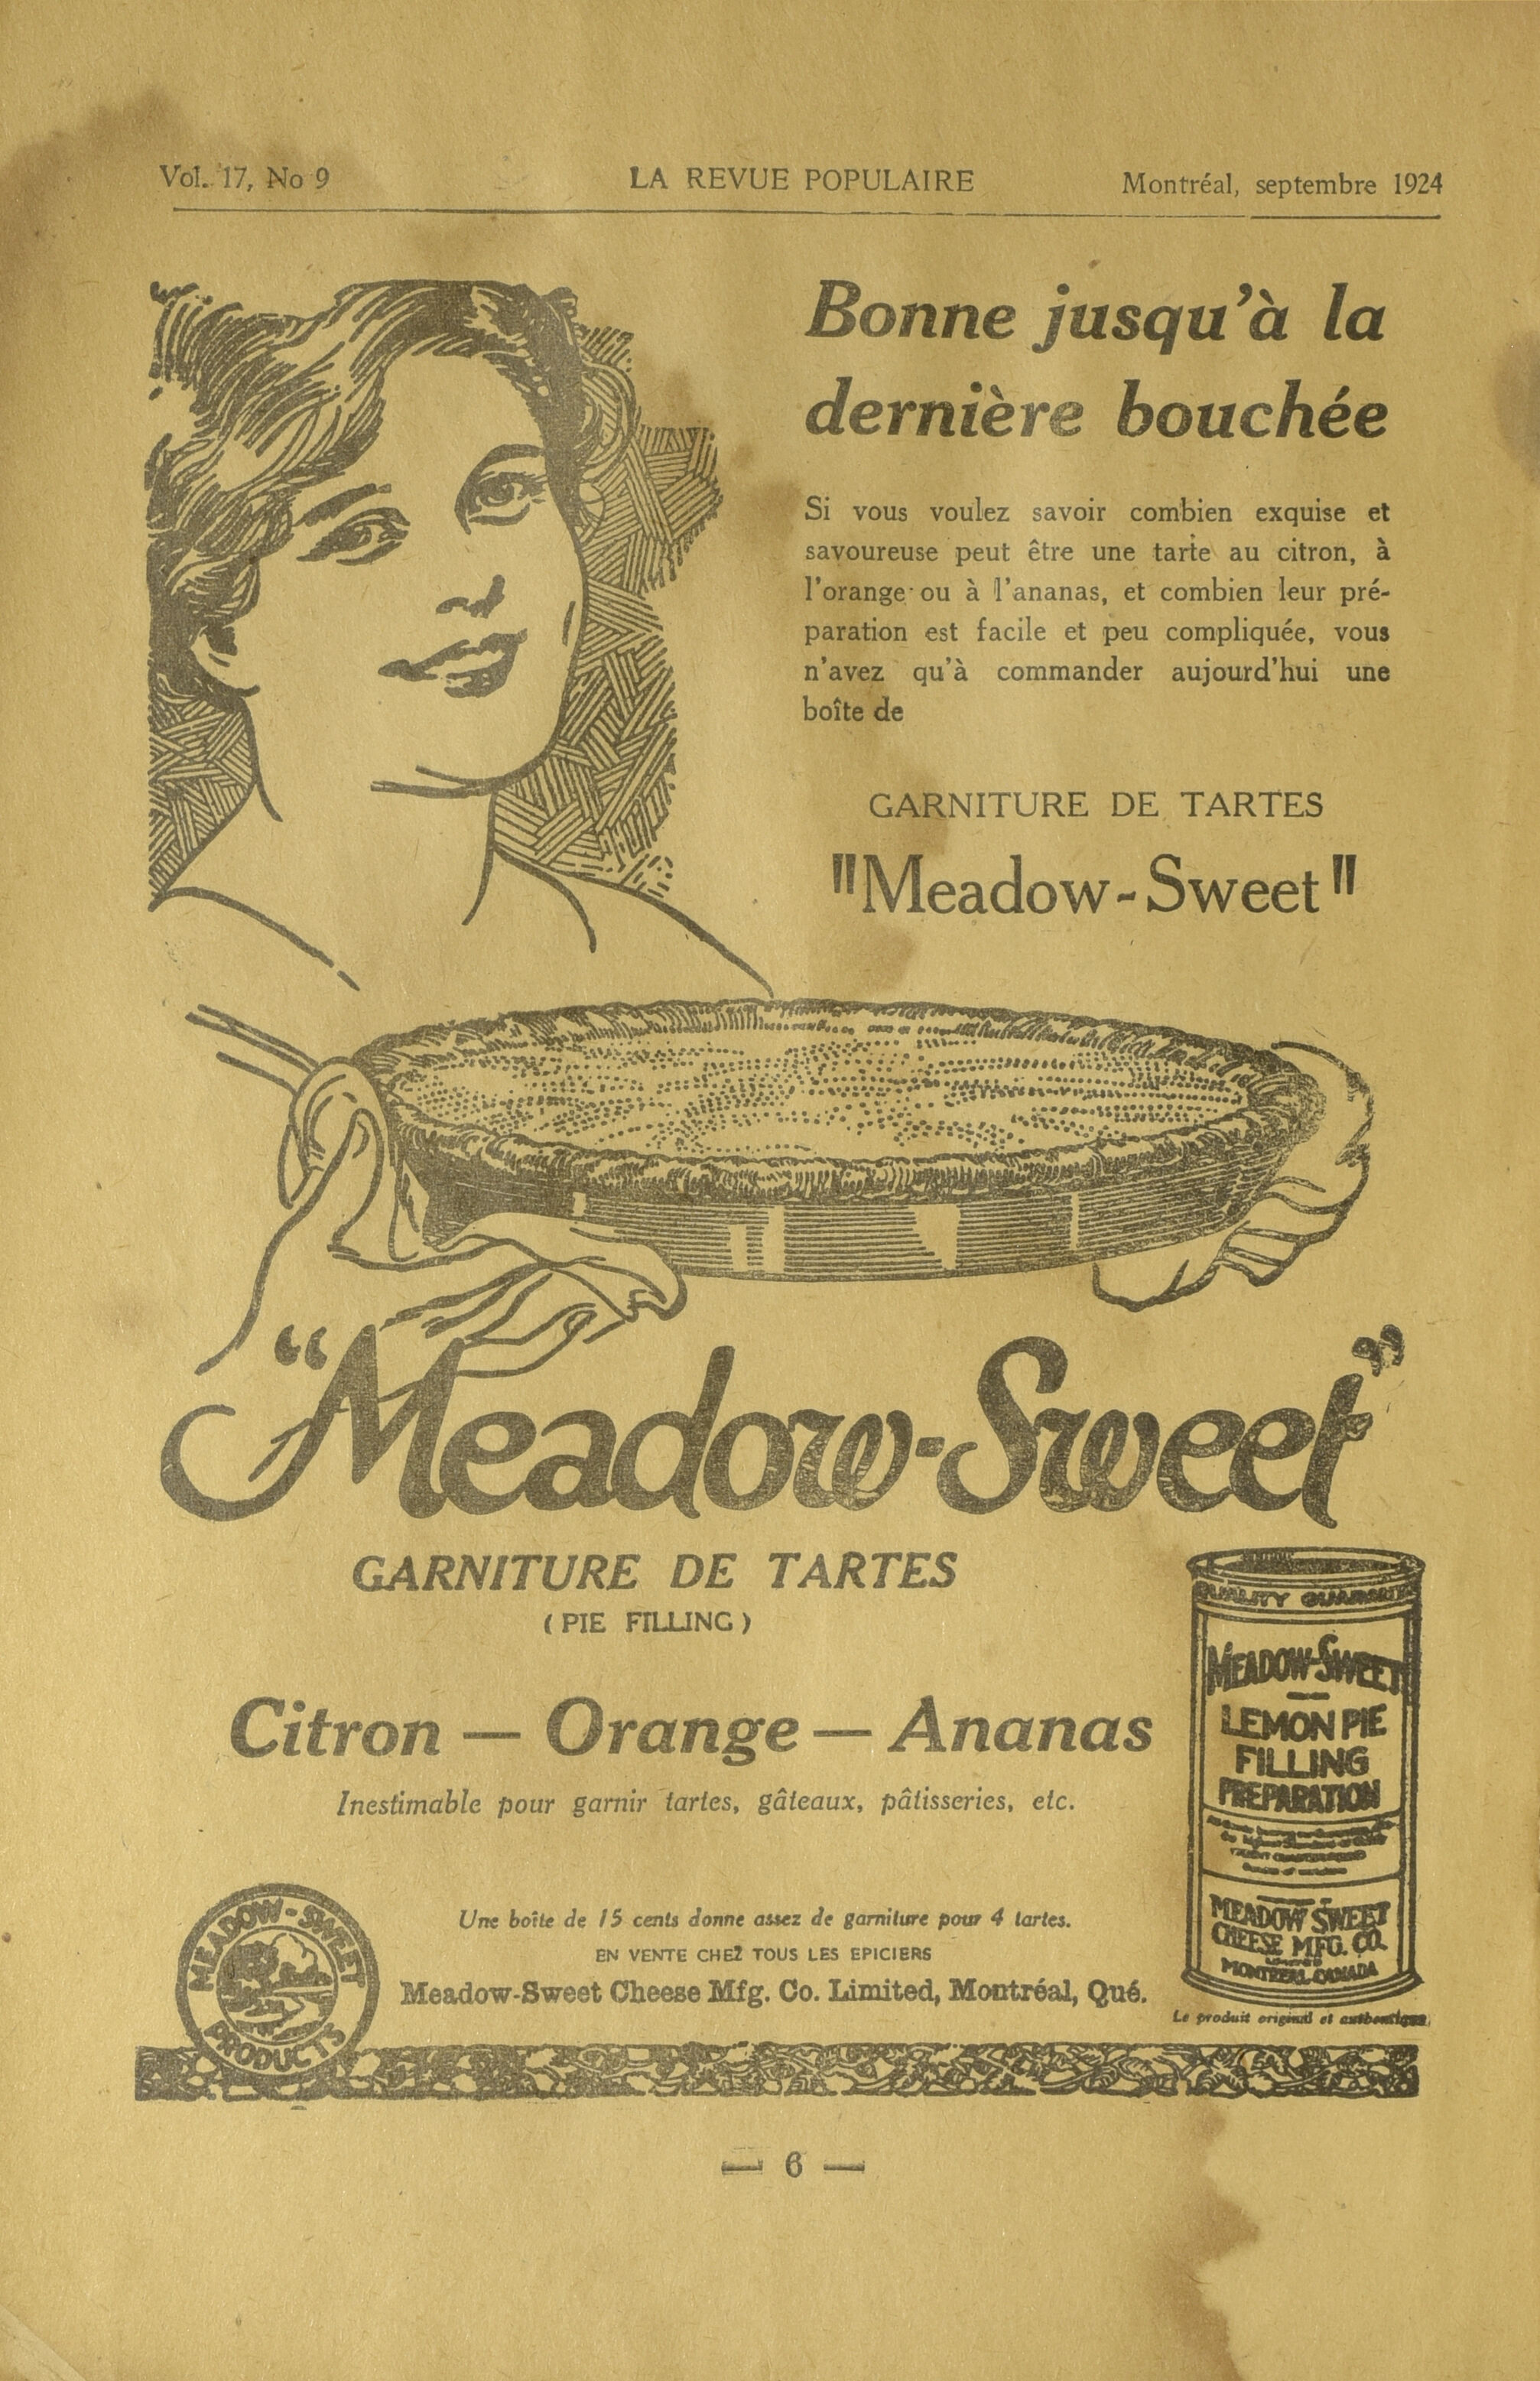 Vol. 17, No 9
LA REVUE POPULAIRE
Montréal, septembre 1924
Bonne jusqu'à la
dernière bouchée
Si vous voulez savoir combien exquise et
savoureuse peut être une tarte au citron, à
l'orange ou à l'ananas, et combien leur pré-
paration est facile et peu compliquée, vous
n'avez qu'à commander aujourd'hui une
boîte de
GARNITURE DE TARTES
"Meadow-Sweet"
"Meadow-Sweet"
GARNITURE DE TARTES
(PIE FILLING)
Citron — Orange — Ananas
Inestimable pour garnir tartes, gâteaux, pâtisseries, etc.
QUALITY
MEADOW-SWEET
LEMON PIE
FILLING
PREPARATION
MEADOW SWEET
CHEESE MFG. CO.
LIMITED
MONTREAL-CANADA
Le produit original et authentique
MEADOW-SWEET
PRODUCTS
Une boîte de 15 cents donne assez de garniture pour 4 tartes.
EN VENTE CHEZ TOUS LES EPICIERS
Meadow-Sweet Cheese Mfg. Co. Limited, Montréal, Qué.
— 6 —